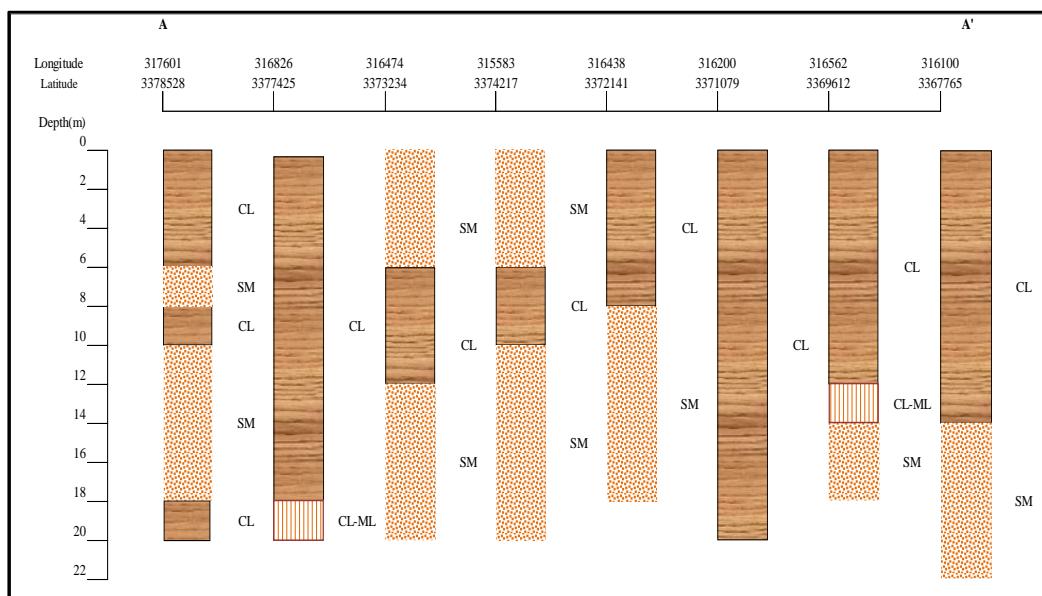 A A'
Longitude 317601 316826 316474 315583 316438 316200 316562 316100
Latitude 3378528 3377425 3373234 3374217 3372141 3371079 3369612 3367765
Depth(m)
0
2
4 CL SM SM CL
6 CL CL
8 SM CL
10 CL CL CL CL
12
14 SM SM CL-ML
16 SM SM SM
18 SM
20 CL CL-ML
22